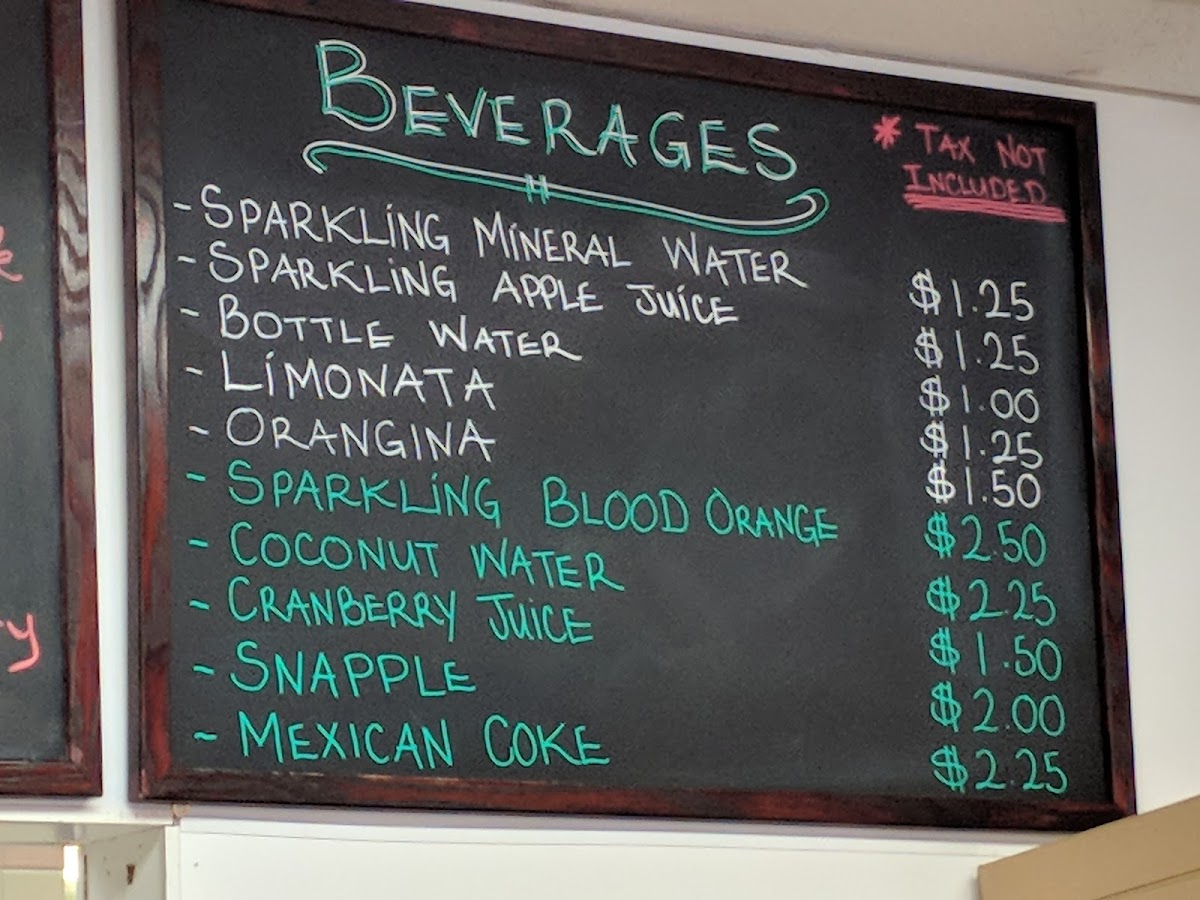 BEVERAGES
* TAX NOT
INCLUDED
- SPARKLING MINERAL WATER $1.25
- SPARKLING APPLE JUICE $1.25
- BOTTLE WATER $1.00
- LIMONATA $1.25
- ORANGINA $1.50
- SPARKLING BLOOD ORANGE $2.50
- COCONUT WATER $2.25
- CRANBERRY JUICE $1.50
- SNAPPLE $2.00
- MEXICAN COKE $2.25